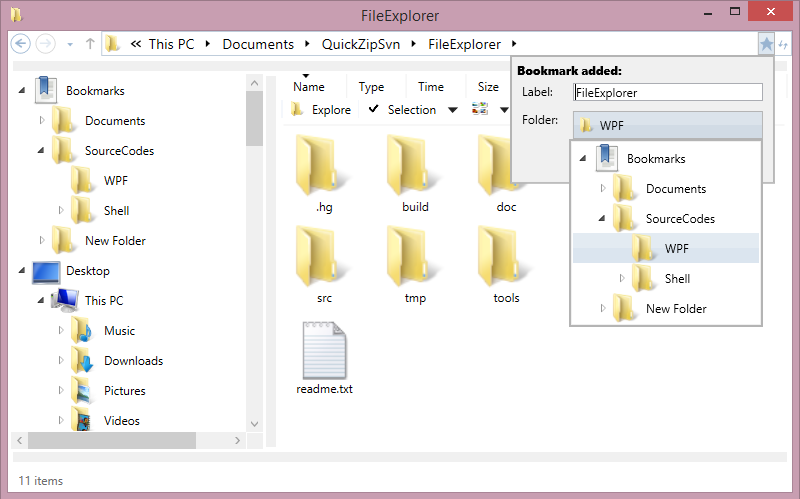 FileExplorer
This PC Documents QuickZipSvn FileExplorer
Bookmarks
Documents
SourceCodes
WPF
Shell
New Folder
Desktop
This PC
Music
Downloads
Pictures
Videos
Name Type Time Size
Explore Selection
.hg build doc
src tmp tools
readme.txt
Bookmark added:
Label: FileExplorer
Folder: WPF
Bookmarks
Documents
SourceCodes
WPF
Shell
New Folder
11 items